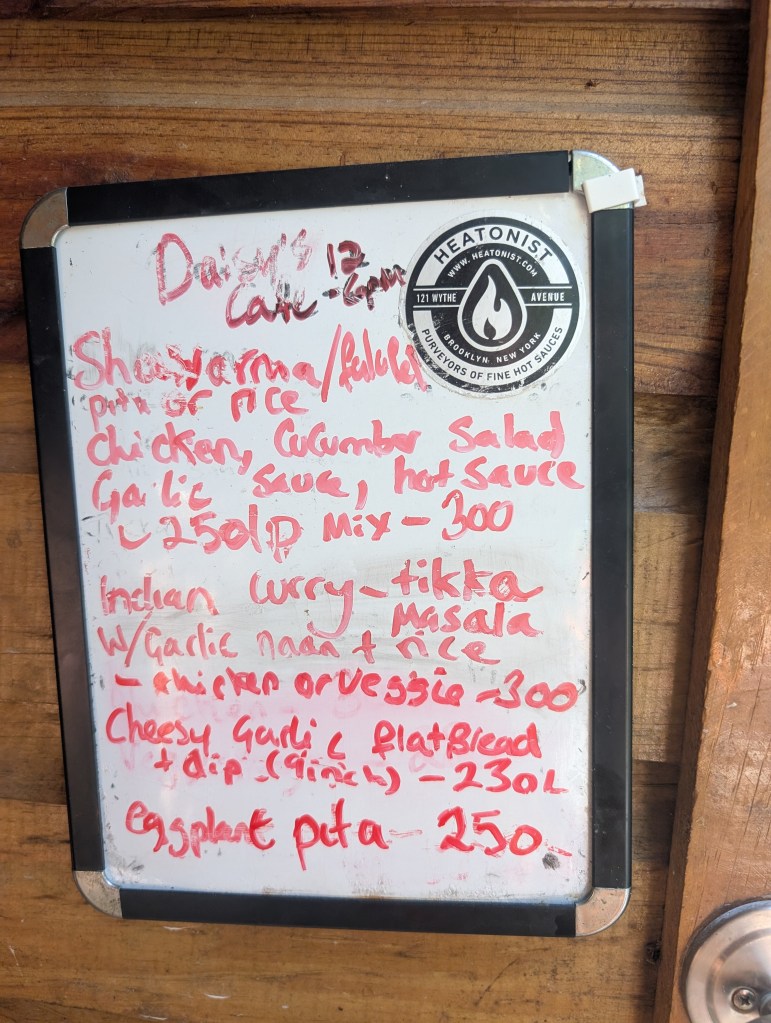 Daisy's 12
Cafe - 6pm
HEATONIST
WWW.HEATONIST.COM
121 WYTHE AVENUE
BROOKLYN, NEW YORK
PURVEYORS OF FINE HOT SAUCES
Shawarma/falafel
pita or rice
chicken, Cucumber Salad
Garlic sauce, hot sauce
250/p Mix - 300
Indian curry - tikka
Masala
W/Garlic naan + rice
- chicken or veggie - 300
Cheesy Garlic flatBread
+ dip (9inch) - 230L
eggplant pita - 250